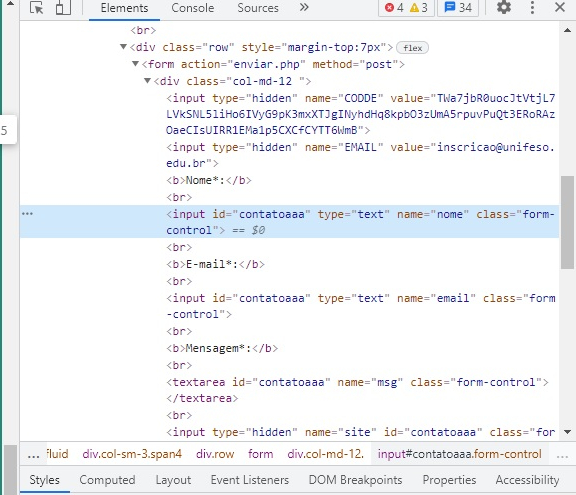 Elements Console Sources » 4 3 34
<br>
▼<div class="row" style="margin-top:7px"> flex
▼<form action="enviar.php" method="post">
▼<div class="col-md-12 ">
<input type="hidden" name="CODDE" value="TWa7jbR0uocJtVtjL7
LVkSNL5liHo6IVyG9pK3mxXTJgINyhdHq8kpbO3zUmA5rpuvPuQt3ERoRAz
OaeCIsUIRR1EMa1p5CXCfCYTT6WmB">
5
<input type="hidden" name="EMAIL" value="inscricao@unifeso.
edu.br">
<b>Nome*:</b>
<br>
… <input id="contatoaaa" type="text" name="nome" class="form-
control"> == $0
<br>
<b>E-mail*:</b>
<br>
<input id="contatoaaa" type="text" name="email" class="form
-control">
<br>
<b>Mensagem*:</b>
<br>
<textarea id="contatoaaa" name="msg" class="form-control">
</textarea>
<br>
<input type="hidden" name="site" id="contatoaaa" class="for
… fluid div.col-sm-3.span4 div.row form div.col-md-12. input#contatoaaa.form-control …
Styles Computed Layout Event Listeners DOM Breakpoints Properties Accessibility